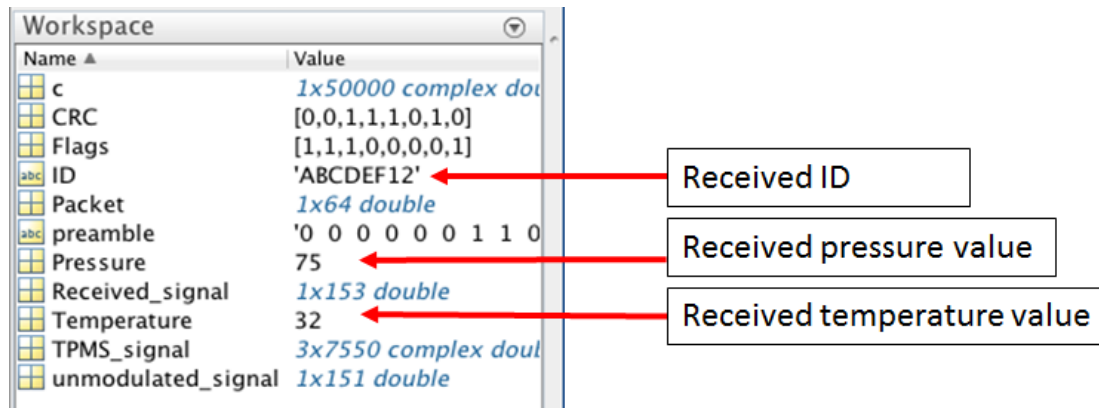 Workspace
Name Value
c 1x50000 complex dou
CRC [0,0,1,1,1,0,1,0]
Flags [1,1,1,0,0,0,0,1]
abc ID 'ABCDEF12'
Packet 1x64 double
abc preamble '0 0 0 0 0 0 1 1 0
Pressure 75
Received_signal 1x153 double
Temperature 32
TPMS_signal 3x7550 complex doul
unmodulated_signal 1x151 double
Received ID
Received pressure value
Received temperature value